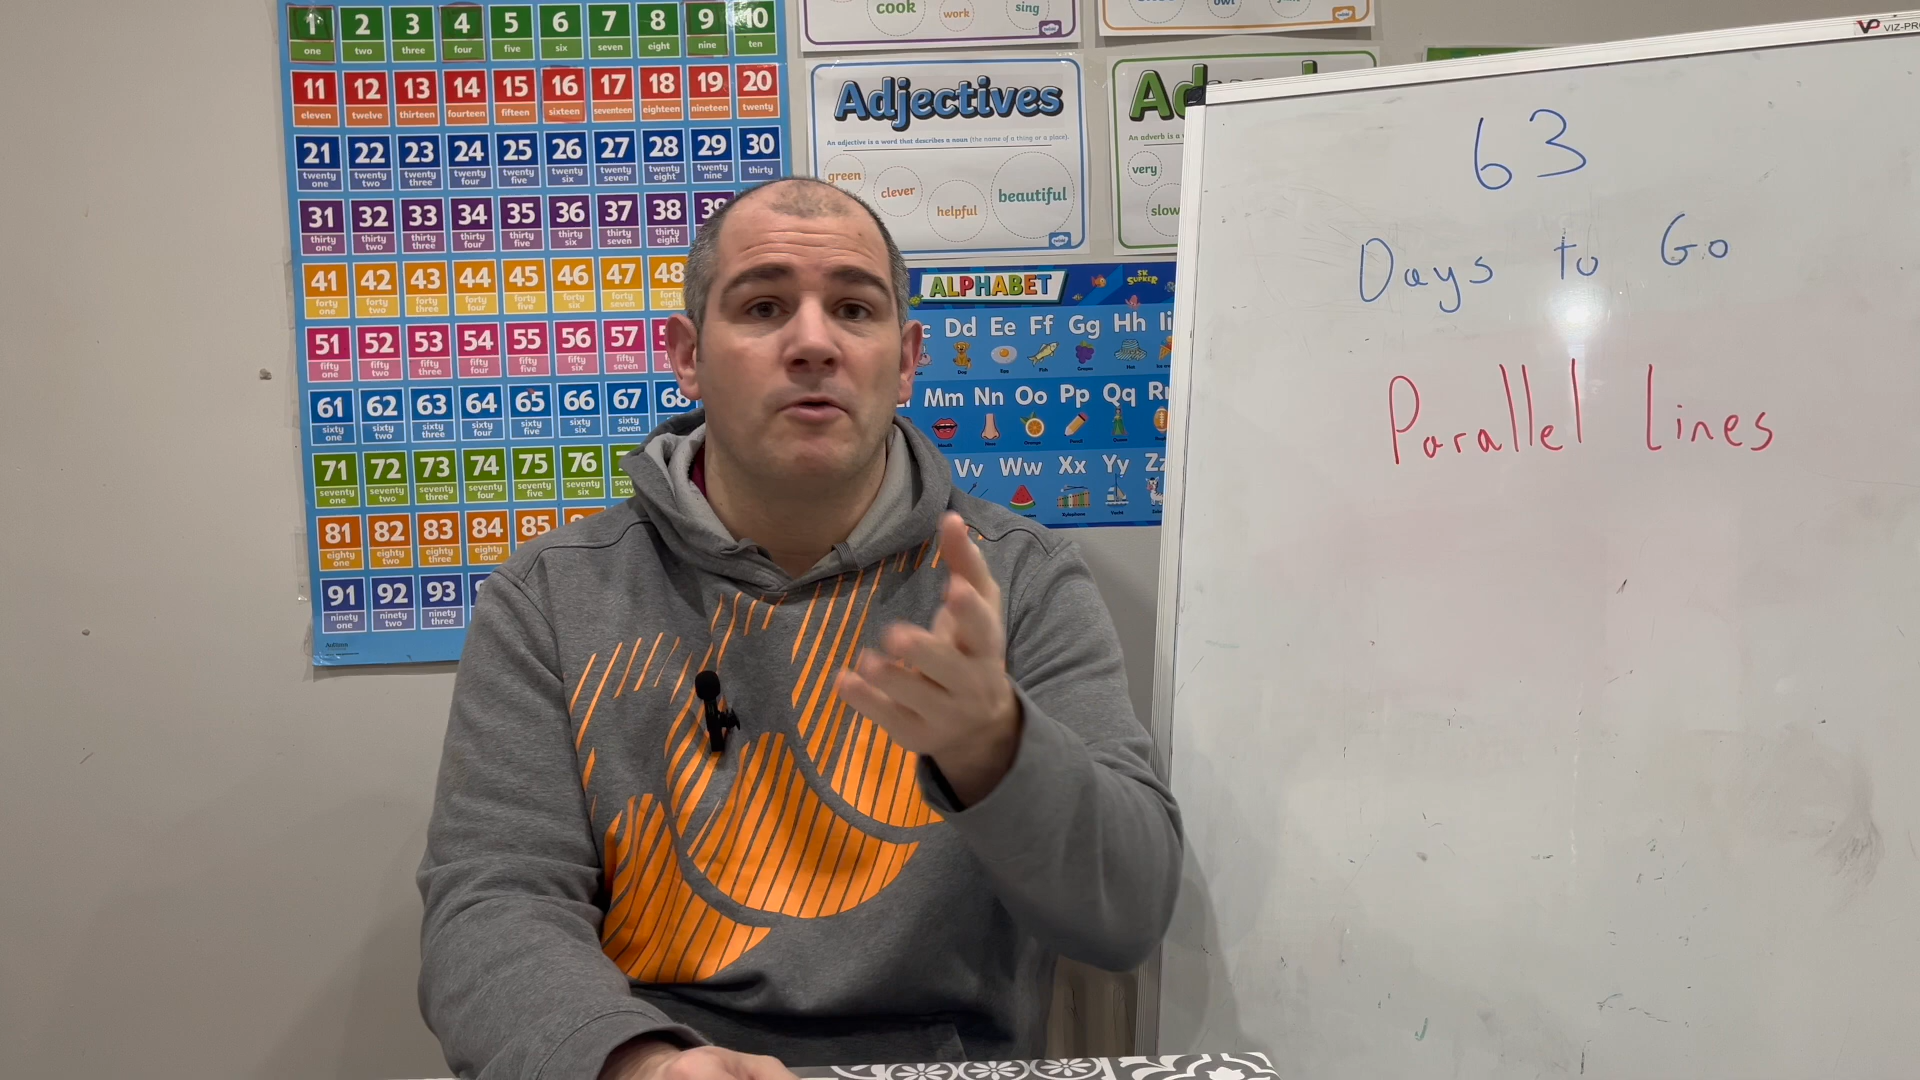 1 2 3 4 5 6 7 8 9 10
one two three four five six seven eight nine ten
11 12 13 14 15 16 17 18 19 20
eleven twelve thirteen fourteen fifteen sixteen seventeen eighteen nineteen twenty
21 22 23 24 25 26 27 28 29 30
twenty one twenty two twenty three twenty four twenty five twenty six twenty seven twenty eight twenty nine thirty
31 32 33 34 35 36 37 38 39
thirty one thirty two thirty three thirty four thirty five thirty six thirty seven thirty eight
41 42 43 44 45 46 47 48
forty one forty two forty three forty four forty five forty six forty seven forty eight
51 52 53 54 55 56 57
fifty one fifty two fifty three fifty four fifty five fifty six fifty seven
61 62 63 64 65 66 67 68
sixty one sixty two sixty three sixty four sixty five sixty six sixty seven
71 72 73 74 75 76
seventy one seventy two seventy three seventy four seventy five seventy six
81 82 83 84 85
eighty one eighty two eighty three eighty four
91 92 93
ninety one ninety two ninety three
cook work sing
owl
Adjectives
An adjective is a word that describes a noun (the name of a thing or a place).
green
clever
helpful
beautiful
An adverb is a
very
slow
ALPHABET
Dd Ee Ff Gg Hh Ii
Mm Nn Oo Pp Qq
Vv Ww Xx Yy Zz
63
Days to Go
Parallel Lines